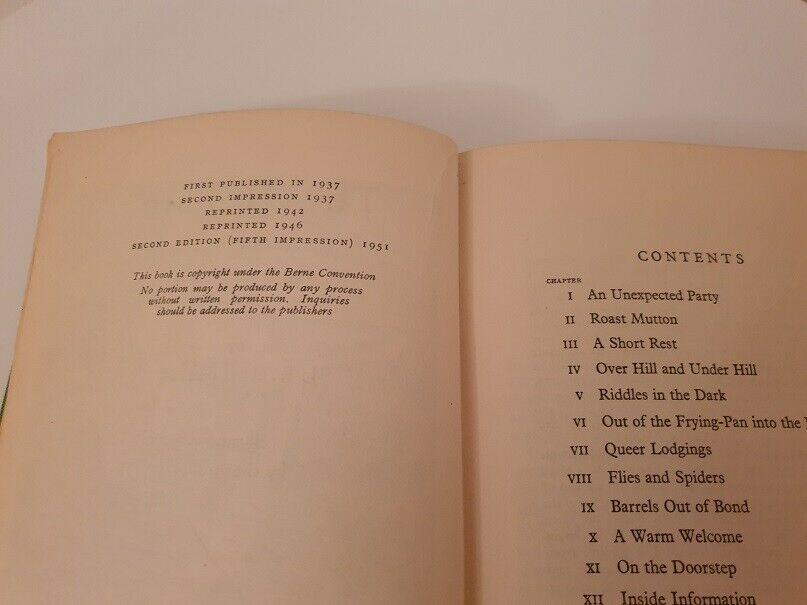 FIRST PUBLISHED IN 1937
SECOND IMPRESSION 1937
REPRINTED 1942
REPRINTED 1946
SECOND EDITION (FIFTH IMPRESSION) 1951
This book is copyright under the Berne Convention
No portion may be produced by any process
without written permission. Inquiries
should be addressed to the publishers
CONTENTS
CHAPTER
I An Unexpected Party
II Roast Mutton
III A Short Rest
IV Over Hill and Under Hill
V Riddles in the Dark
VI Out of the Frying-Pan into the
VII Queer Lodgings
VIII Flies and Spiders
IX Barrels Out of Bond
X A Warm Welcome
XI On the Doorstep
XII Inside Information